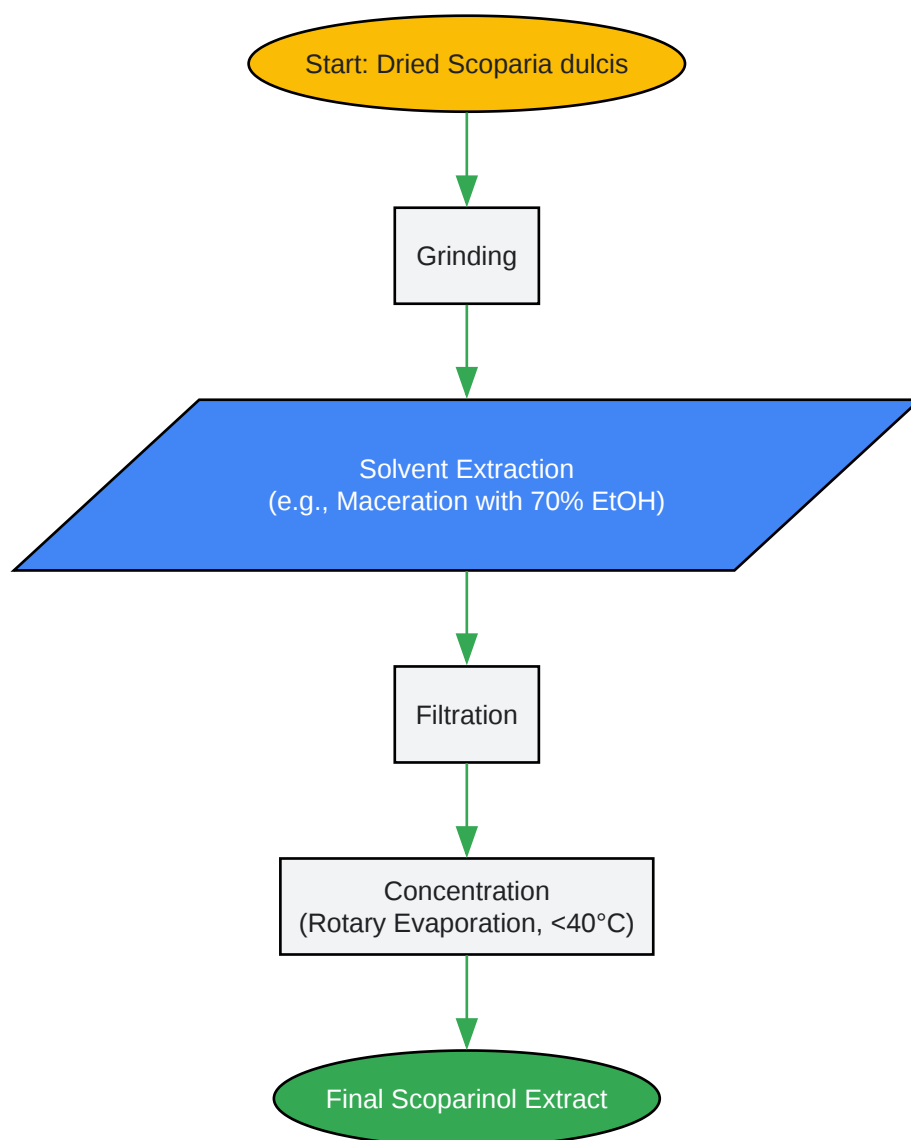 Start: Dried Scoparia dulcis
Grinding
Solvent Extraction
(e.g., Maceration with 70% EtOH)
Filtration
Concentration
(Rotary Evaporation, <40°C)
Final Scoparinol Extract